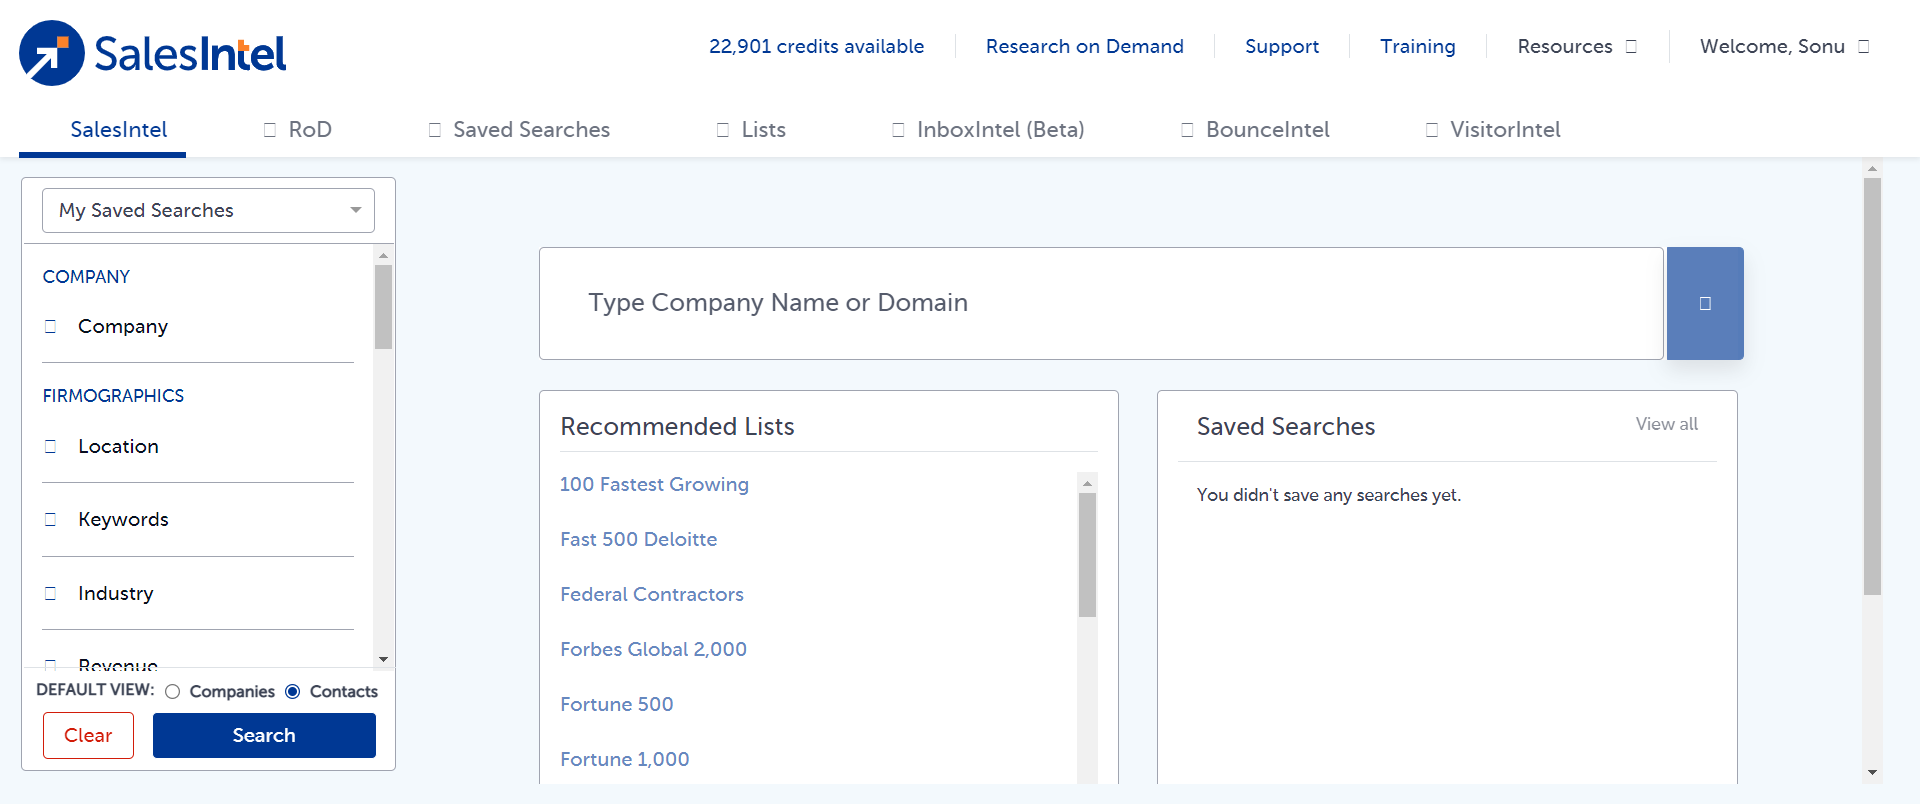 SalesIntel
22,901 credits available
Research on Demand
Support
Training
Resources
Welcome, Sonu
SalesIntel
RoD
Saved Searches
Lists
InboxIntel (Beta)
BounceIntel
VisitorIntel
My Saved Searches
COMPANY
Company
FIRMOGRAPHICS
Location
Keywords
Industry
Revenue
DEFAULT VIEW: Companies Contacts
Clear
Search
Type Company Name or Domain
Recommended Lists
100 Fastest Growing
Fast 500 Deloitte
Federal Contractors
Forbes Global 2,000
Fortune 500
Fortune 1,000
Saved Searches
View all
You didn't save any searches yet.